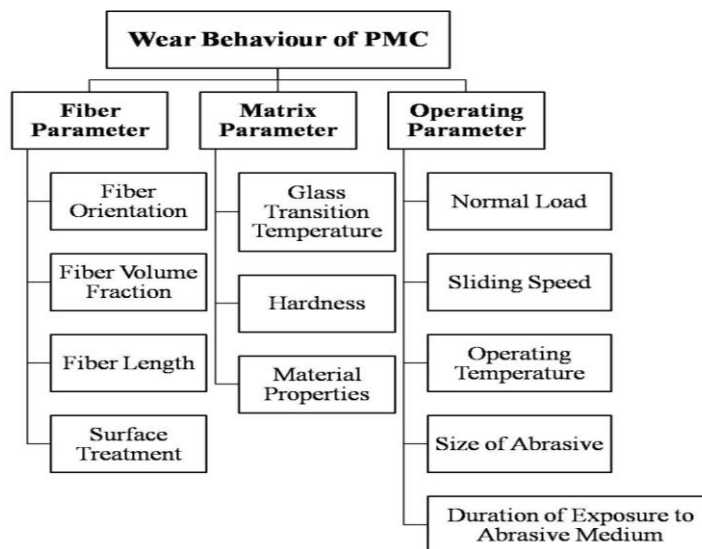 Wear Behaviour of PMC
Fiber
Parameter
Matrix
Parameter
Operating
Parameter
Fiber
Orientation
Fiber Volume
Fraction
Fiber Length
Surface
Treatment
Glass
Transition
Temperature
Hardness
Material
Properties
Normal Load
Sliding Speed
Operating
Temperature
Size of Abrasive
Duration of Exposure to
Abrasive Medium